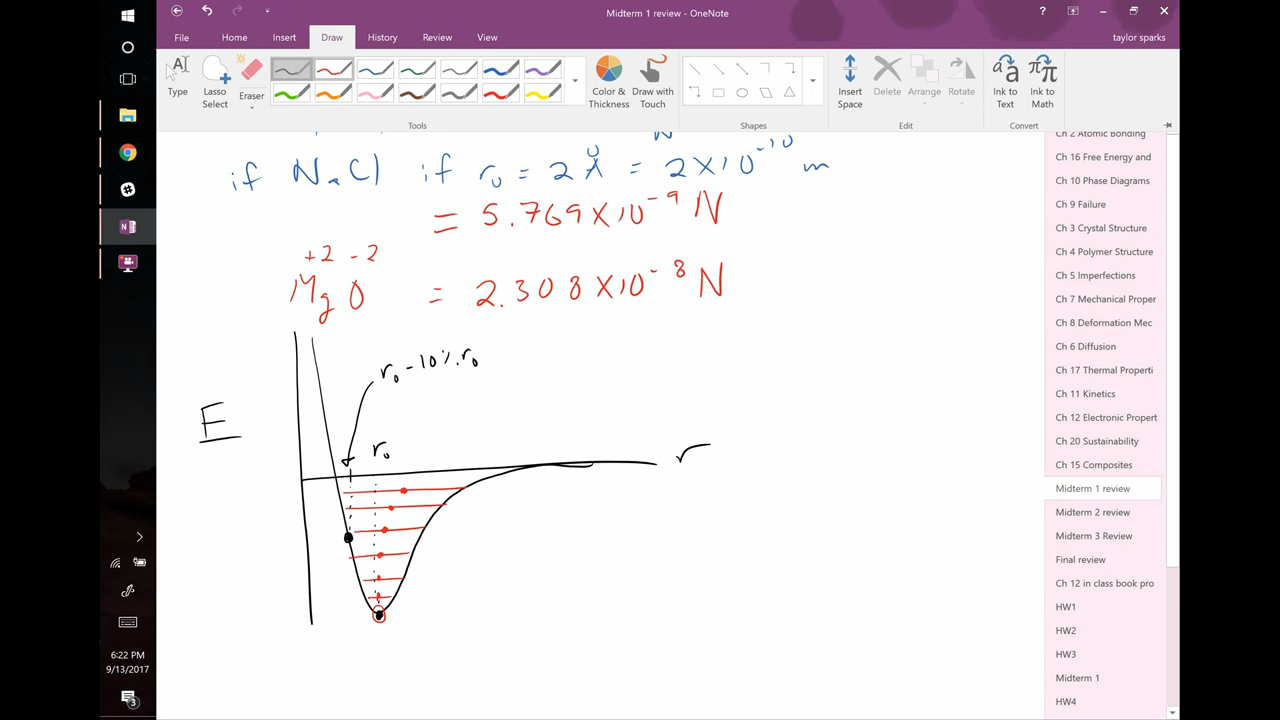 Midterm 1 review - OneNote
taylor sparks
File Home Insert Draw History Review View
Type
Lasso Select
Eraser
Draw with Touch
Color & Thickness
Insert Space
Delete
Arrange
Rotate
Ink to Text
Ink to Math
Tools
Shapes
Edit
Convert
if NaCl if r₀ = 2 Å = 2 × 10⁻¹⁰ m
= 5.769 × 10⁻⁹ N
+2 -2
Mg O = 2.308 × 10⁻⁸ N
r₀ - 10%. r₀
E
r₀
r
Ch 2 Atomic Bonding
Ch 16 Free Energy and
Ch 10 Phase Diagrams
Ch 9 Failure
Ch 3 Crystal Structure
Ch 4 Polymer Structure
Ch 5 Imperfections
Ch 7 Mechanical Proper
Ch 8 Deformation Mec
Ch 6 Diffusion
Ch 17 Thermal Properti
Ch 11 Kinetics
Ch 12 Electronic Propert
Ch 20 Sustainability
Ch 15 Composites
Midterm 1 review
Midterm 2 review
Midterm 3 Review
Final review
Ch 12 in class book pro
HW1
HW2
HW3
Midterm 1
HW4
6:22 PM
9/13/2017
3